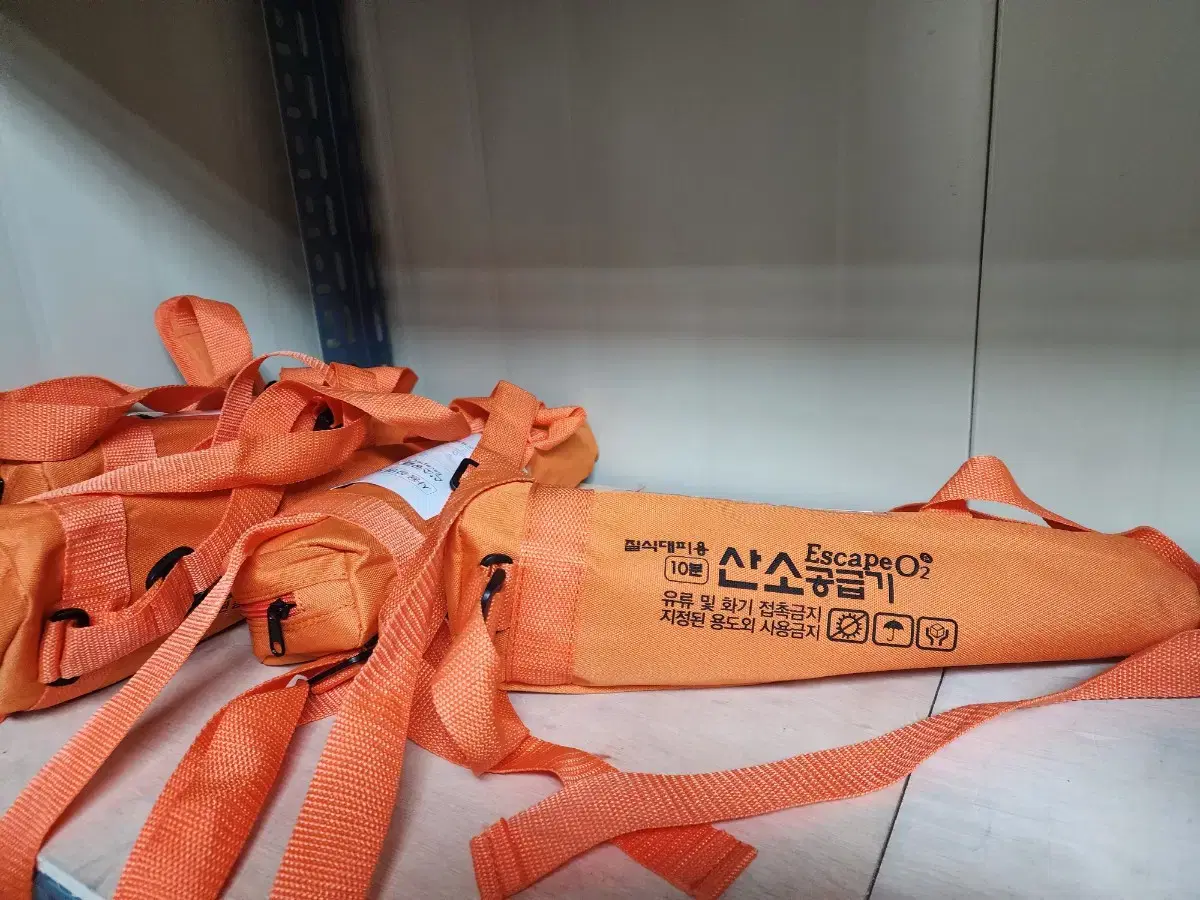 질식대피용
10분
산소공급기
Escape O₂
유류 및 화기 접촉금지
지정된 용도외 사용금지